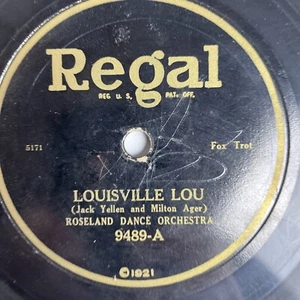 Regal
REG. U. S. PAT. OFF.
5171 Fox Trot
LOUISVILLE LOU
(Jack Yellen and Milton Ager)
ROSELAND DANCE ORCHESTRA
9489-A
©1921